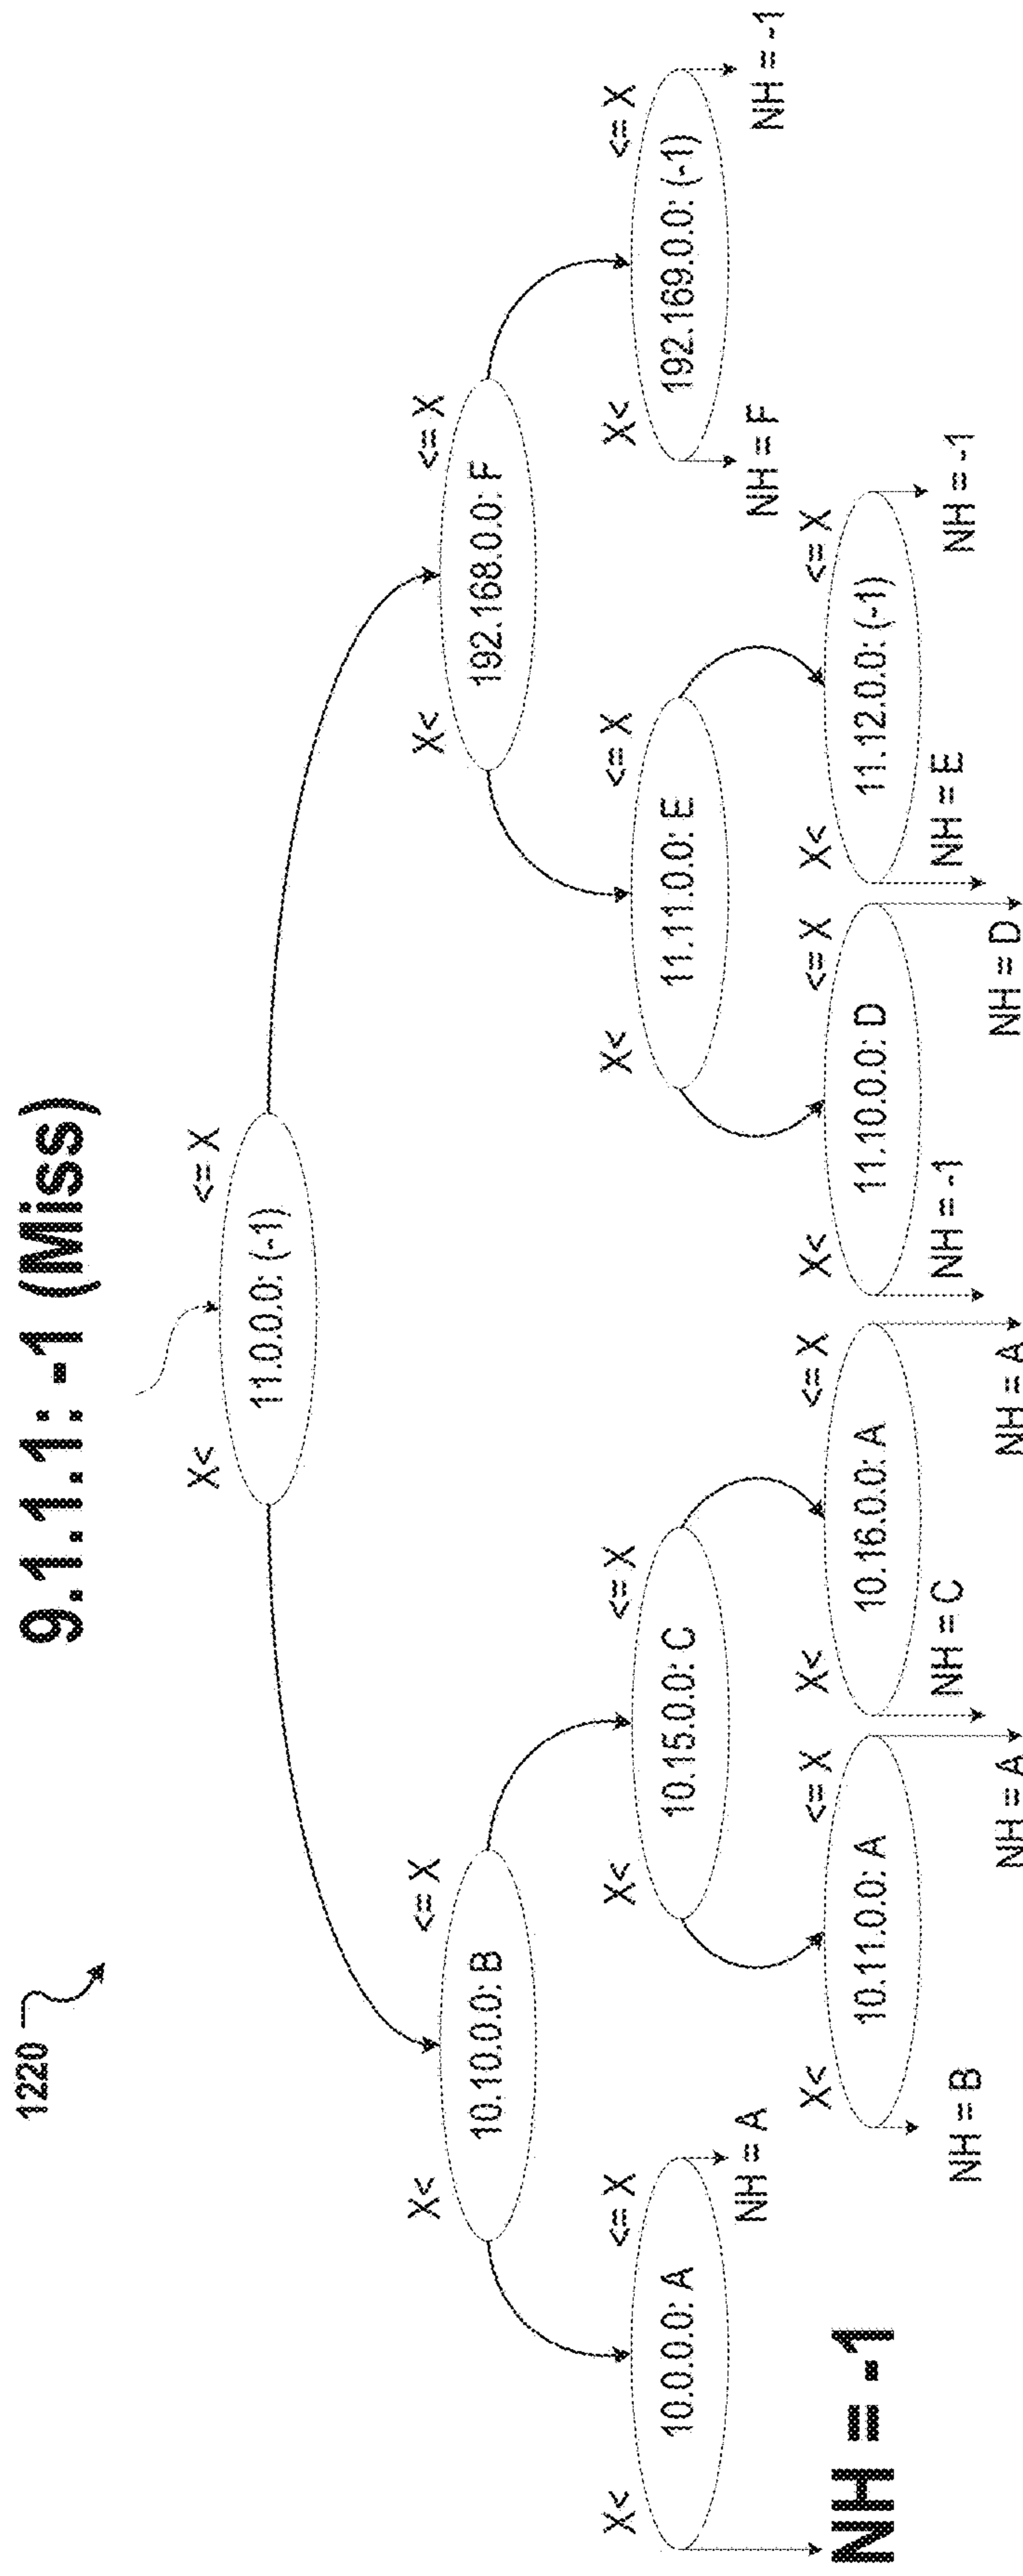 1220
9.1.1.1: -1 (Miss)
X<
<= X
11.0.0.0: (-1)
X<
<= X
10.10.0.0: B
X<
<= X
192.168.0.0: F
X<
<= X
10.0.0.0: A
NH = -1
NH = A
X<
<= X
10.15.0.0: C
X<
<= X
11.11.0.0: E
X<
<= X
192.169.0.0: (-1)
NH = F
NH = -1
X<
<= X
10.11.0.0: A
NH = B
NH = A
X<
<= X
10.16.0.0: A
NH = C
NH = A
X<
<= X
11.10.0.0: D
NH = -1
NH = D
X<
<= X
11.12.0.0: (-1)
NH = E
NH = -1